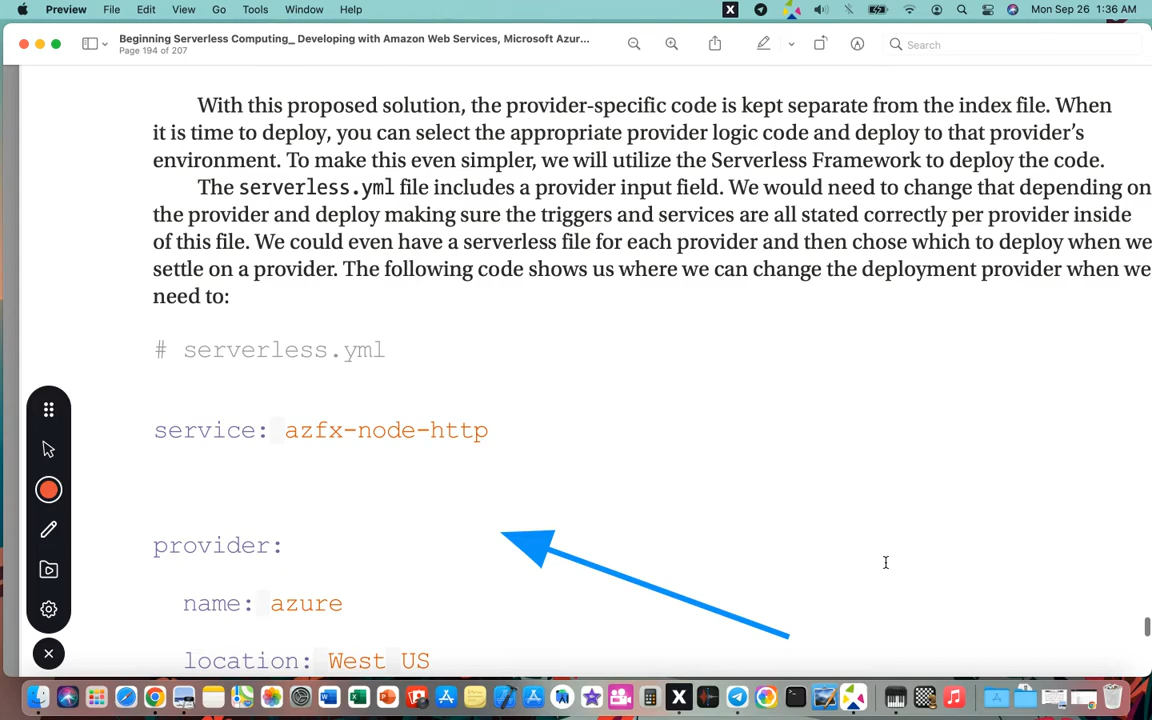 Preview File Edit View Go Tools Window Help Mon Sep 26 1:36 AM
Beginning Serverless Computing_ Developing with Amazon Web Services, Microsoft Azur...
Page 194 of 207
Search
With this proposed solution, the provider-specific code is kept separate from the index file. When
it is time to deploy, you can select the appropriate provider logic code and deploy to that provider's
environment. To make this even simpler, we will utilize the Serverless Framework to deploy the code.
The serverless.yml file includes a provider input field. We would need to change that depending on
the provider and deploy making sure the triggers and services are all stated correctly per provider inside
of this file. We could even have a serverless file for each provider and then chose which to deploy when we
settle on a provider. The following code shows us where we can change the deployment provider when we
need to:
# serverless.yml
service: azfx-node-http
provider:
name: azure
location: West US